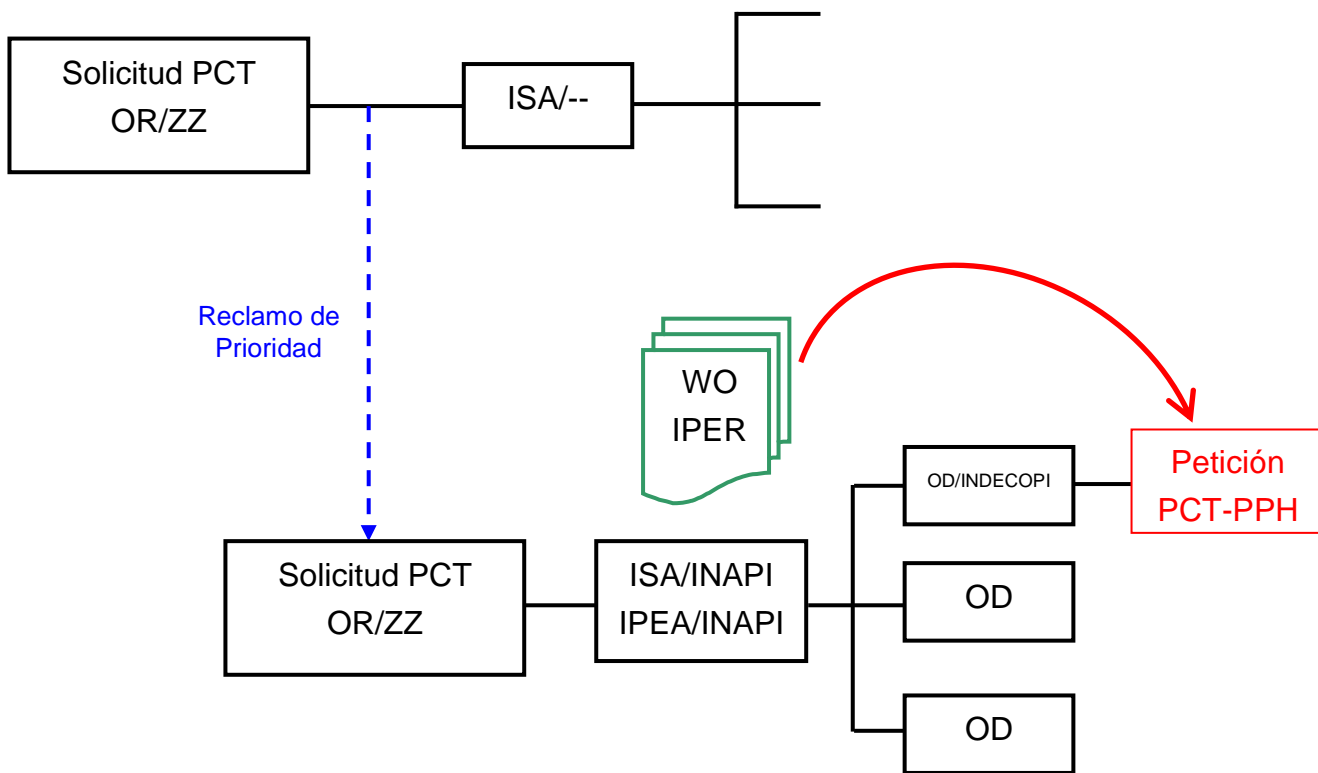 Solicitud PCT
OR/ZZ
ISA/--
Reclamo de
Prioridad
WO
IPER
OD/INDECOPI
Petición
PCT-PPH
Solicitud PCT
OR/ZZ
ISA/INAPI
IPEA/INAPI
OD
OD